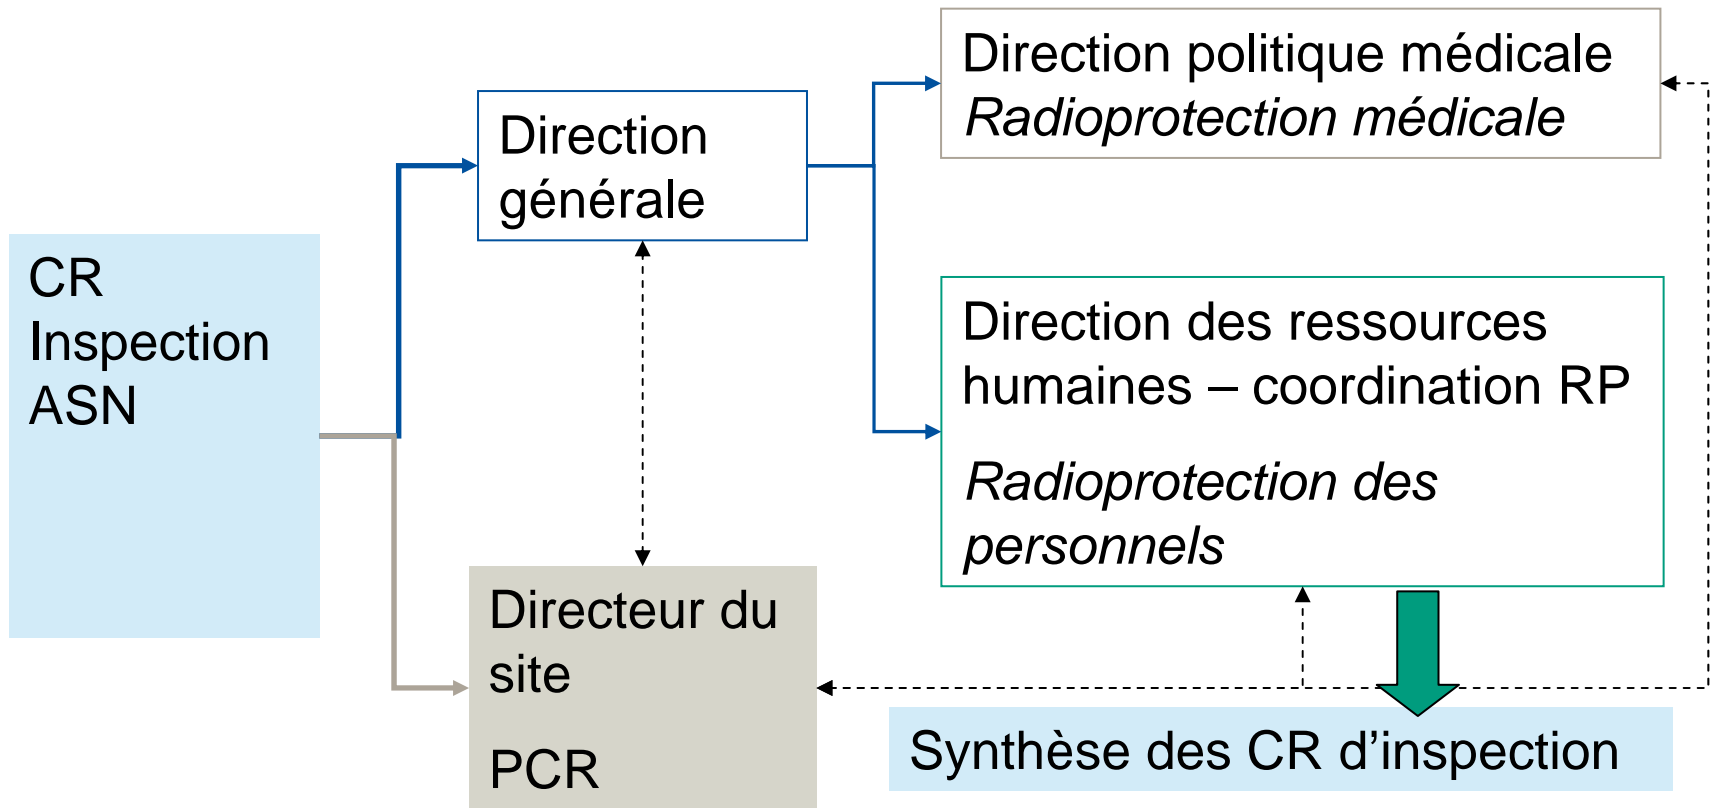 Direction politique médicale
Radioprotection médicale
Direction
générale
CR
Inspection
ASN
Direction des ressources
humaines – coordination RP
Radioprotection des
personnels
Directeur du
site
PCR
Synthèse des CR d’inspection